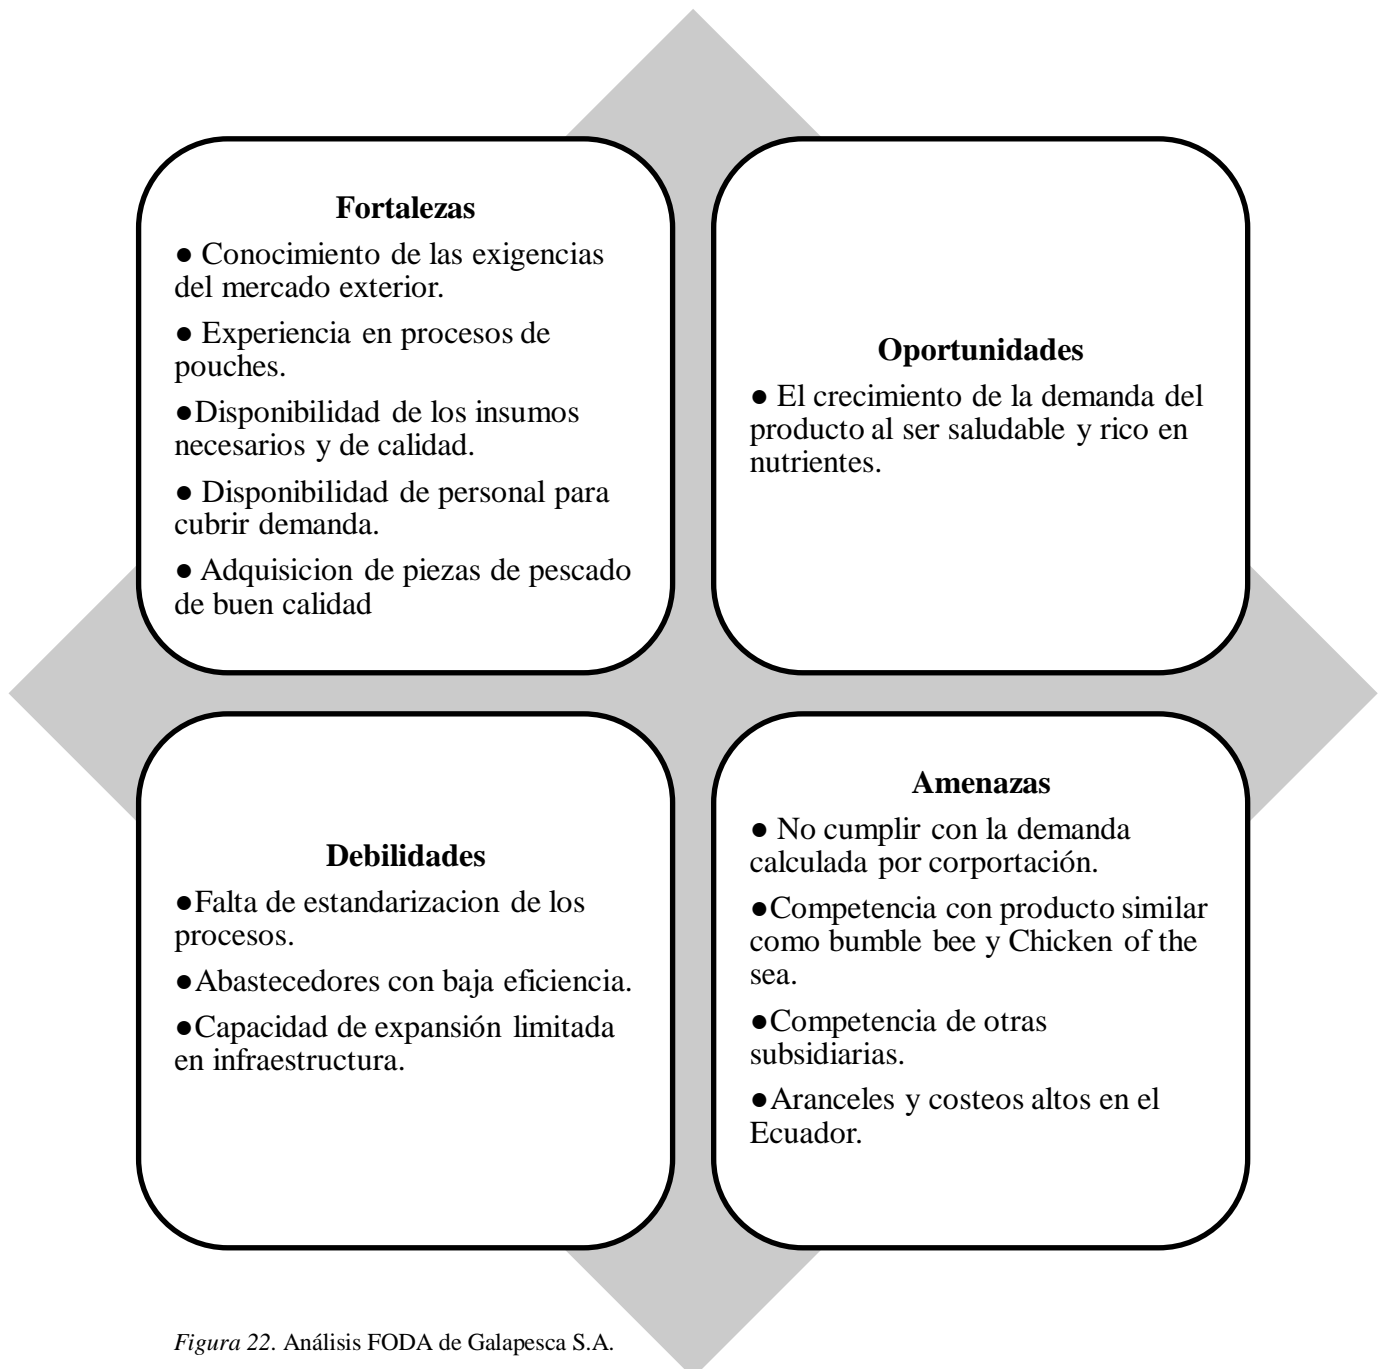 Fortalezas
● Conocimiento de las exigencias
del mercado exterior.
● Experiencia en procesos de
pouches.
●Disponibilidad de los insumos
necesarios y de calidad.
● Disponibilidad de personal para
cubrir demanda.
● Adquisicion de piezas de pescado
de buen calidad
Oportunidades
● El crecimiento de la demanda del
producto al ser saludable y rico en
nutrientes.
Debilidades
●Falta de estandarizacion de los
procesos.
●Abastecedores con baja eficiencia.
●Capacidad de expansión limitada
en infraestructura.
Amenazas
● No cumplir con la demanda
calculada por corportación.
●Competencia con producto similar
como bumble bee y Chicken of the
sea.
●Competencia de otras
subsidiarias.
●Aranceles y costeos altos en el
Ecuador.
Figura 22. Análisis FODA de Galapesca S.A.